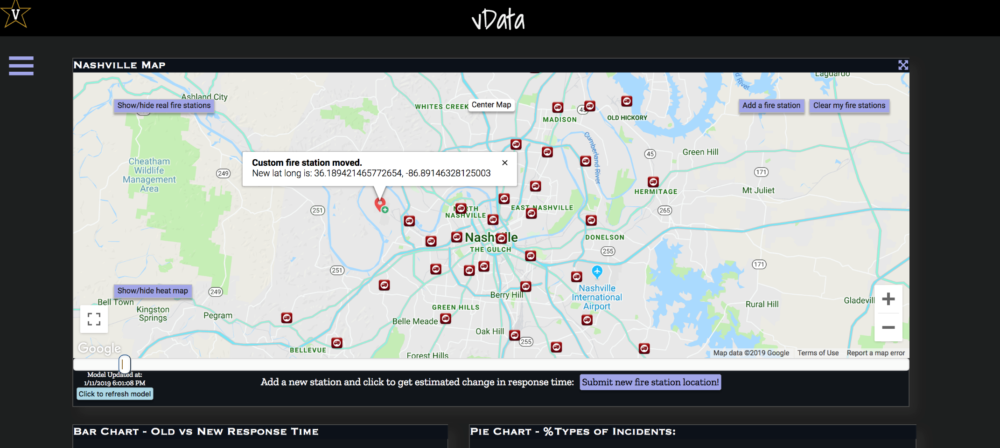 V
vData
Nashville Map
Laguardo
River
Ashland City
Show/hide real fire stations
WHITES CREEK
Center Map
45
Add a fire station
Clear my fire stations
MADISON
OLD HICKORY
Cumberland River
45
Green Hill
Custom fire station moved.
New lat long is: 36.189421465772654, -86.89146328125003
Cheatham
Wildlife
Management
Area
249
171
HERMITAGE
Mt Juliet
251
NASHVILLE
EAST NASHVILLE
265
Nashville
THE GULCH
DONELSON
255
251
171
Nashville
International
Airport
Show/hide heat map
249
Berry Hill
Bell Town
Kingston
Springs
Pegram
GREEN HILLS
Belle Meade
Rural Hill
Gladevill
Oak Hill
255
BELLEVUE
Forest Hills
Google
Map data ©2019 Google
Terms of Use
Report a map error
Model Updated at:
1/11/2019 6:01:08 PM
Click to refresh model
Add a new station and click to get estimated change in response time:
Submit new fire station location!
Bar Chart - Old vs New Response Time
Pie Chart - %Types of Incidents: